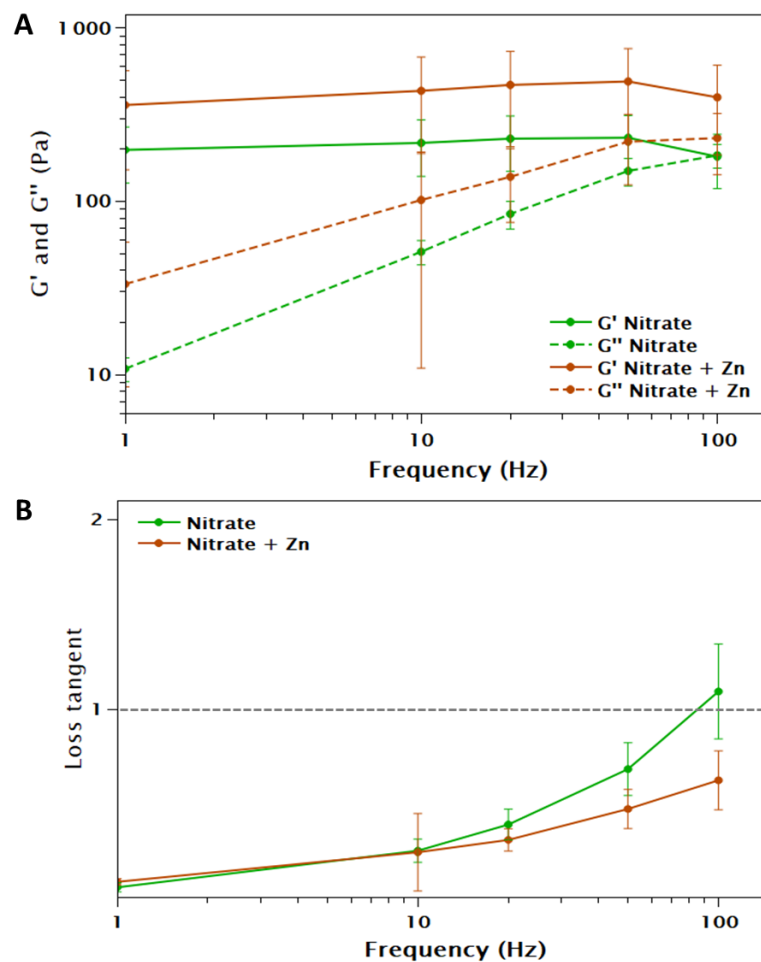 A
1 000
100
10
G' and G" (Pa)
G' Nitrate
G" Nitrate
G' Nitrate + Zn
G" Nitrate + Zn
1
10
100
Frequency (Hz)
B
2
1
Loss tangent
Nitrate
Nitrate + Zn
1
10
100
Frequency (Hz)